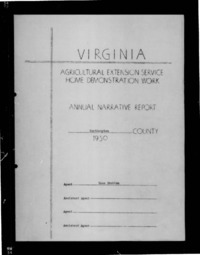 VIRGINIA
AGRICULTURAL EXTENSION SERVICE
HOME DEMONSTRATION WORK
ANNUAL NARRATIVE REPORT
COUNTY
1950
Agent
Assistant Agent
Agent
Assistant Agent